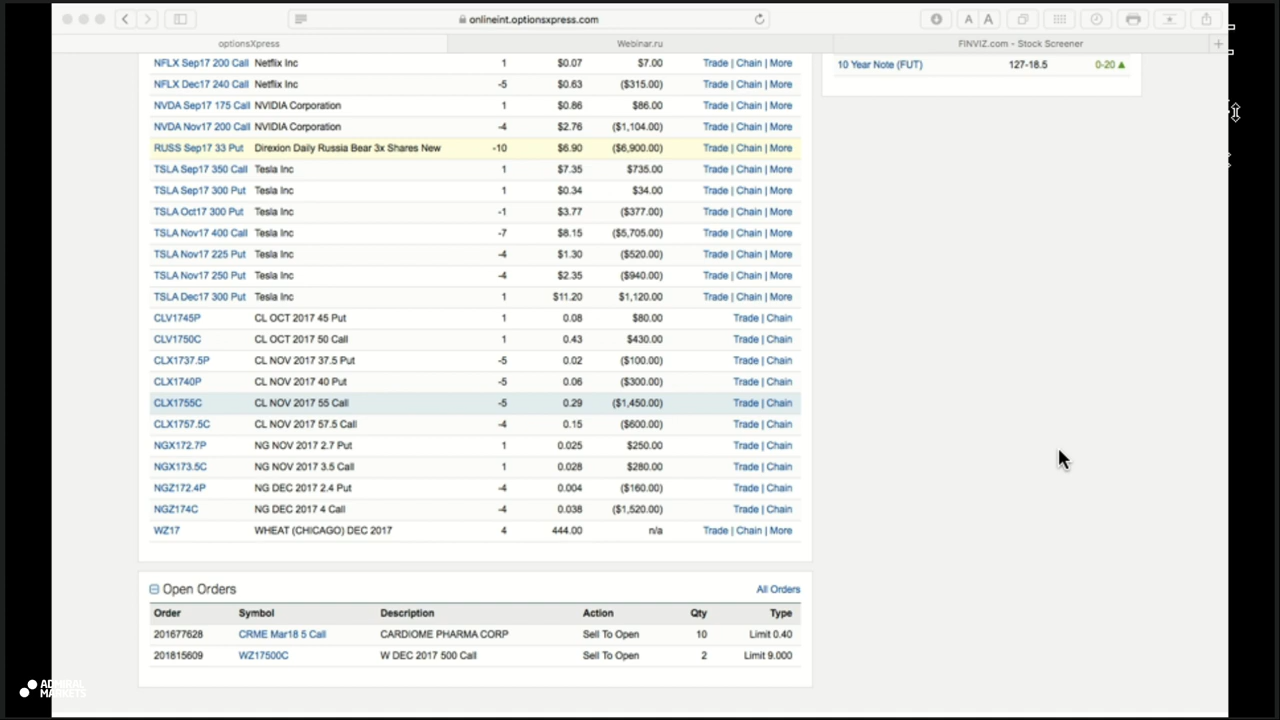 onlineint.optionsxpress.com
A A
optionsXpress Webinar.ru FINVIZ.com - Stock Screener +
NFLX Sep17 200 Call Netflix Inc 1 $0.07 $7.00 Trade | Chain | More
10 Year Note (FUT) 127-18.5 0-20 ▲
NFLX Dec17 240 Call Netflix Inc -5 $0.63 ($315.00) Trade | Chain | More
NVDA Sep17 175 Call NVIDIA Corporation 1 $0.86 $86.00 Trade | Chain | More
NVDA Nov17 200 Call NVIDIA Corporation -4 $2.76 ($1,104.00) Trade | Chain | More
RUSS Sep17 33 Put Direxion Daily Russia Bear 3x Shares New -10 $6.90 ($6,900.00) Trade | Chain | More
TSLA Sep17 350 Call Tesla Inc 1 $7.35 $735.00 Trade | Chain | More
TSLA Sep17 300 Put Tesla Inc 1 $0.34 $34.00 Trade | Chain | More
TSLA Oct17 300 Put Tesla Inc -1 $3.77 ($377.00) Trade | Chain | More
TSLA Nov17 400 Call Tesla Inc -7 $8.15 ($5,705.00) Trade | Chain | More
TSLA Nov17 225 Put Tesla Inc -4 $1.30 ($520.00) Trade | Chain | More
TSLA Nov17 250 Put Tesla Inc -4 $2.35 ($940.00) Trade | Chain | More
TSLA Dec17 300 Put Tesla Inc 1 $11.20 $1,120.00 Trade | Chain | More
CLV1745P CL OCT 2017 45 Put 1 0.08 $80.00 Trade | Chain
CLV1750C CL OCT 2017 50 Call 1 0.43 $430.00 Trade | Chain
CLX1737.5P CL NOV 2017 37.5 Put -5 0.02 ($100.00) Trade | Chain
CLX1740P CL NOV 2017 40 Put -5 0.06 ($300.00) Trade | Chain
CLX1755C CL NOV 2017 55 Call -5 0.29 ($1,450.00) Trade | Chain
CLX1757.5C CL NOV 2017 57.5 Call -4 0.15 ($600.00) Trade | Chain
NGX172.7P NG NOV 2017 2.7 Put 1 0.025 $250.00 Trade | Chain
NGX173.5C NG NOV 2017 3.5 Call 1 0.028 $280.00 Trade | Chain
NGZ172.4P NG DEC 2017 2.4 Put -4 0.004 ($160.00) Trade | Chain
NGZ174C NG DEC 2017 4 Call -4 0.038 ($1,520.00) Trade | Chain
WZ17 WHEAT (CHICAGO) DEC 2017 4 444.00 n/a Trade | Chain | More
Open Orders All Orders
Order Symbol Description Action Qty Type
201677628 CRME Mar18 5 Call CARDIOME PHARMA CORP Sell To Open 10 Limit 0.40
201815609 WZ17500C W DEC 2017 500 Call Sell To Open 2 Limit 9.000
ADMIRAL
MARKETS